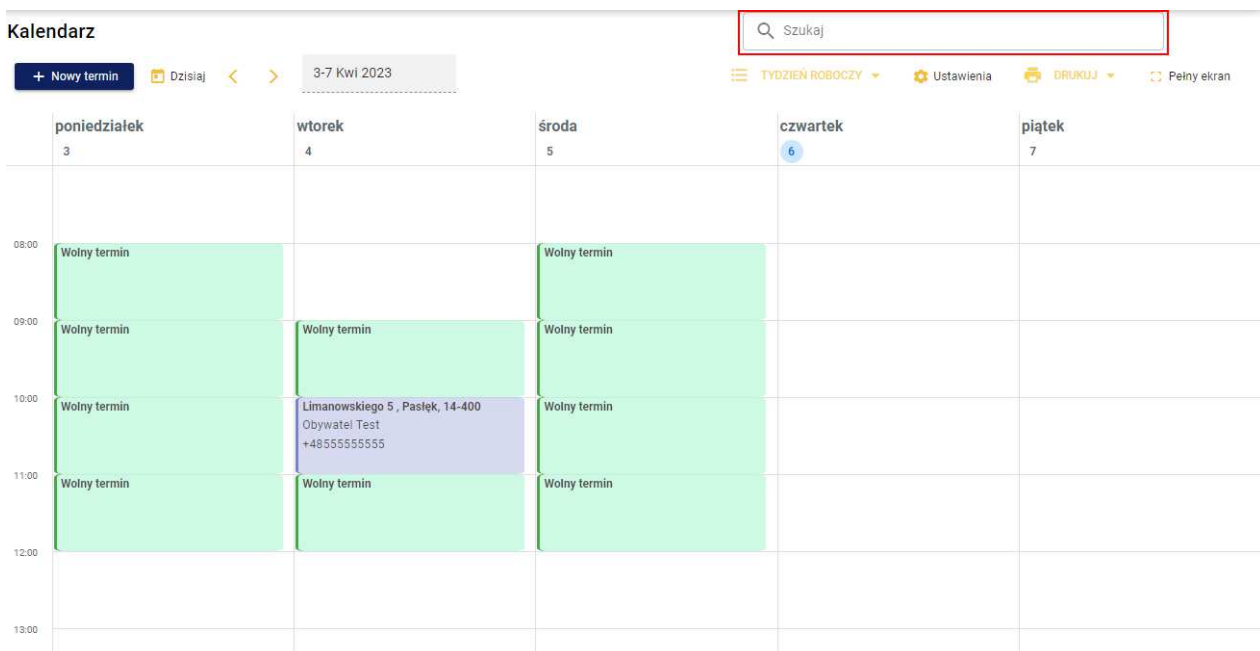 Kalendarz
Szukaj
+ Nowy termin
Dzisiaj
3-7 Kwi 2023
TYDZIEŃ ROBOCZY
Ustawienia
DRUKUJ
Pełny ekran
poniedziałek
wtorek
środa
czwartek
piątek
3
4
5
6
7
08:00
Wolny termin
Wolny termin
09:00
Wolny termin
Wolny termin
Wolny termin
10:00
Wolny termin
Limanowskiego 5 , Pasłęk, 14-400
Obywatel Test
+48555555555
Wolny termin
11:00
Wolny termin
Wolny termin
Wolny termin
12:00
13:00